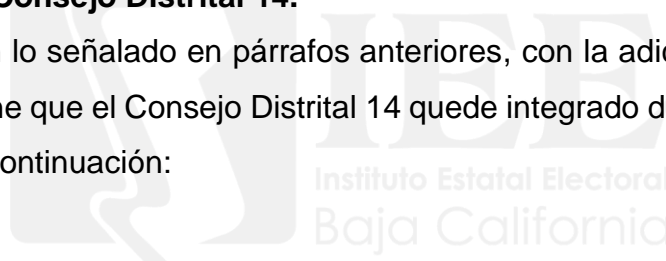 Consejo Distrital 14.
lo señalado en párrafos anteriores, con la adic
ne que el Consejo Distrital 14 quede integrado d
ontinuación:
IEE
Instituto Estatal Electoral
Baja California